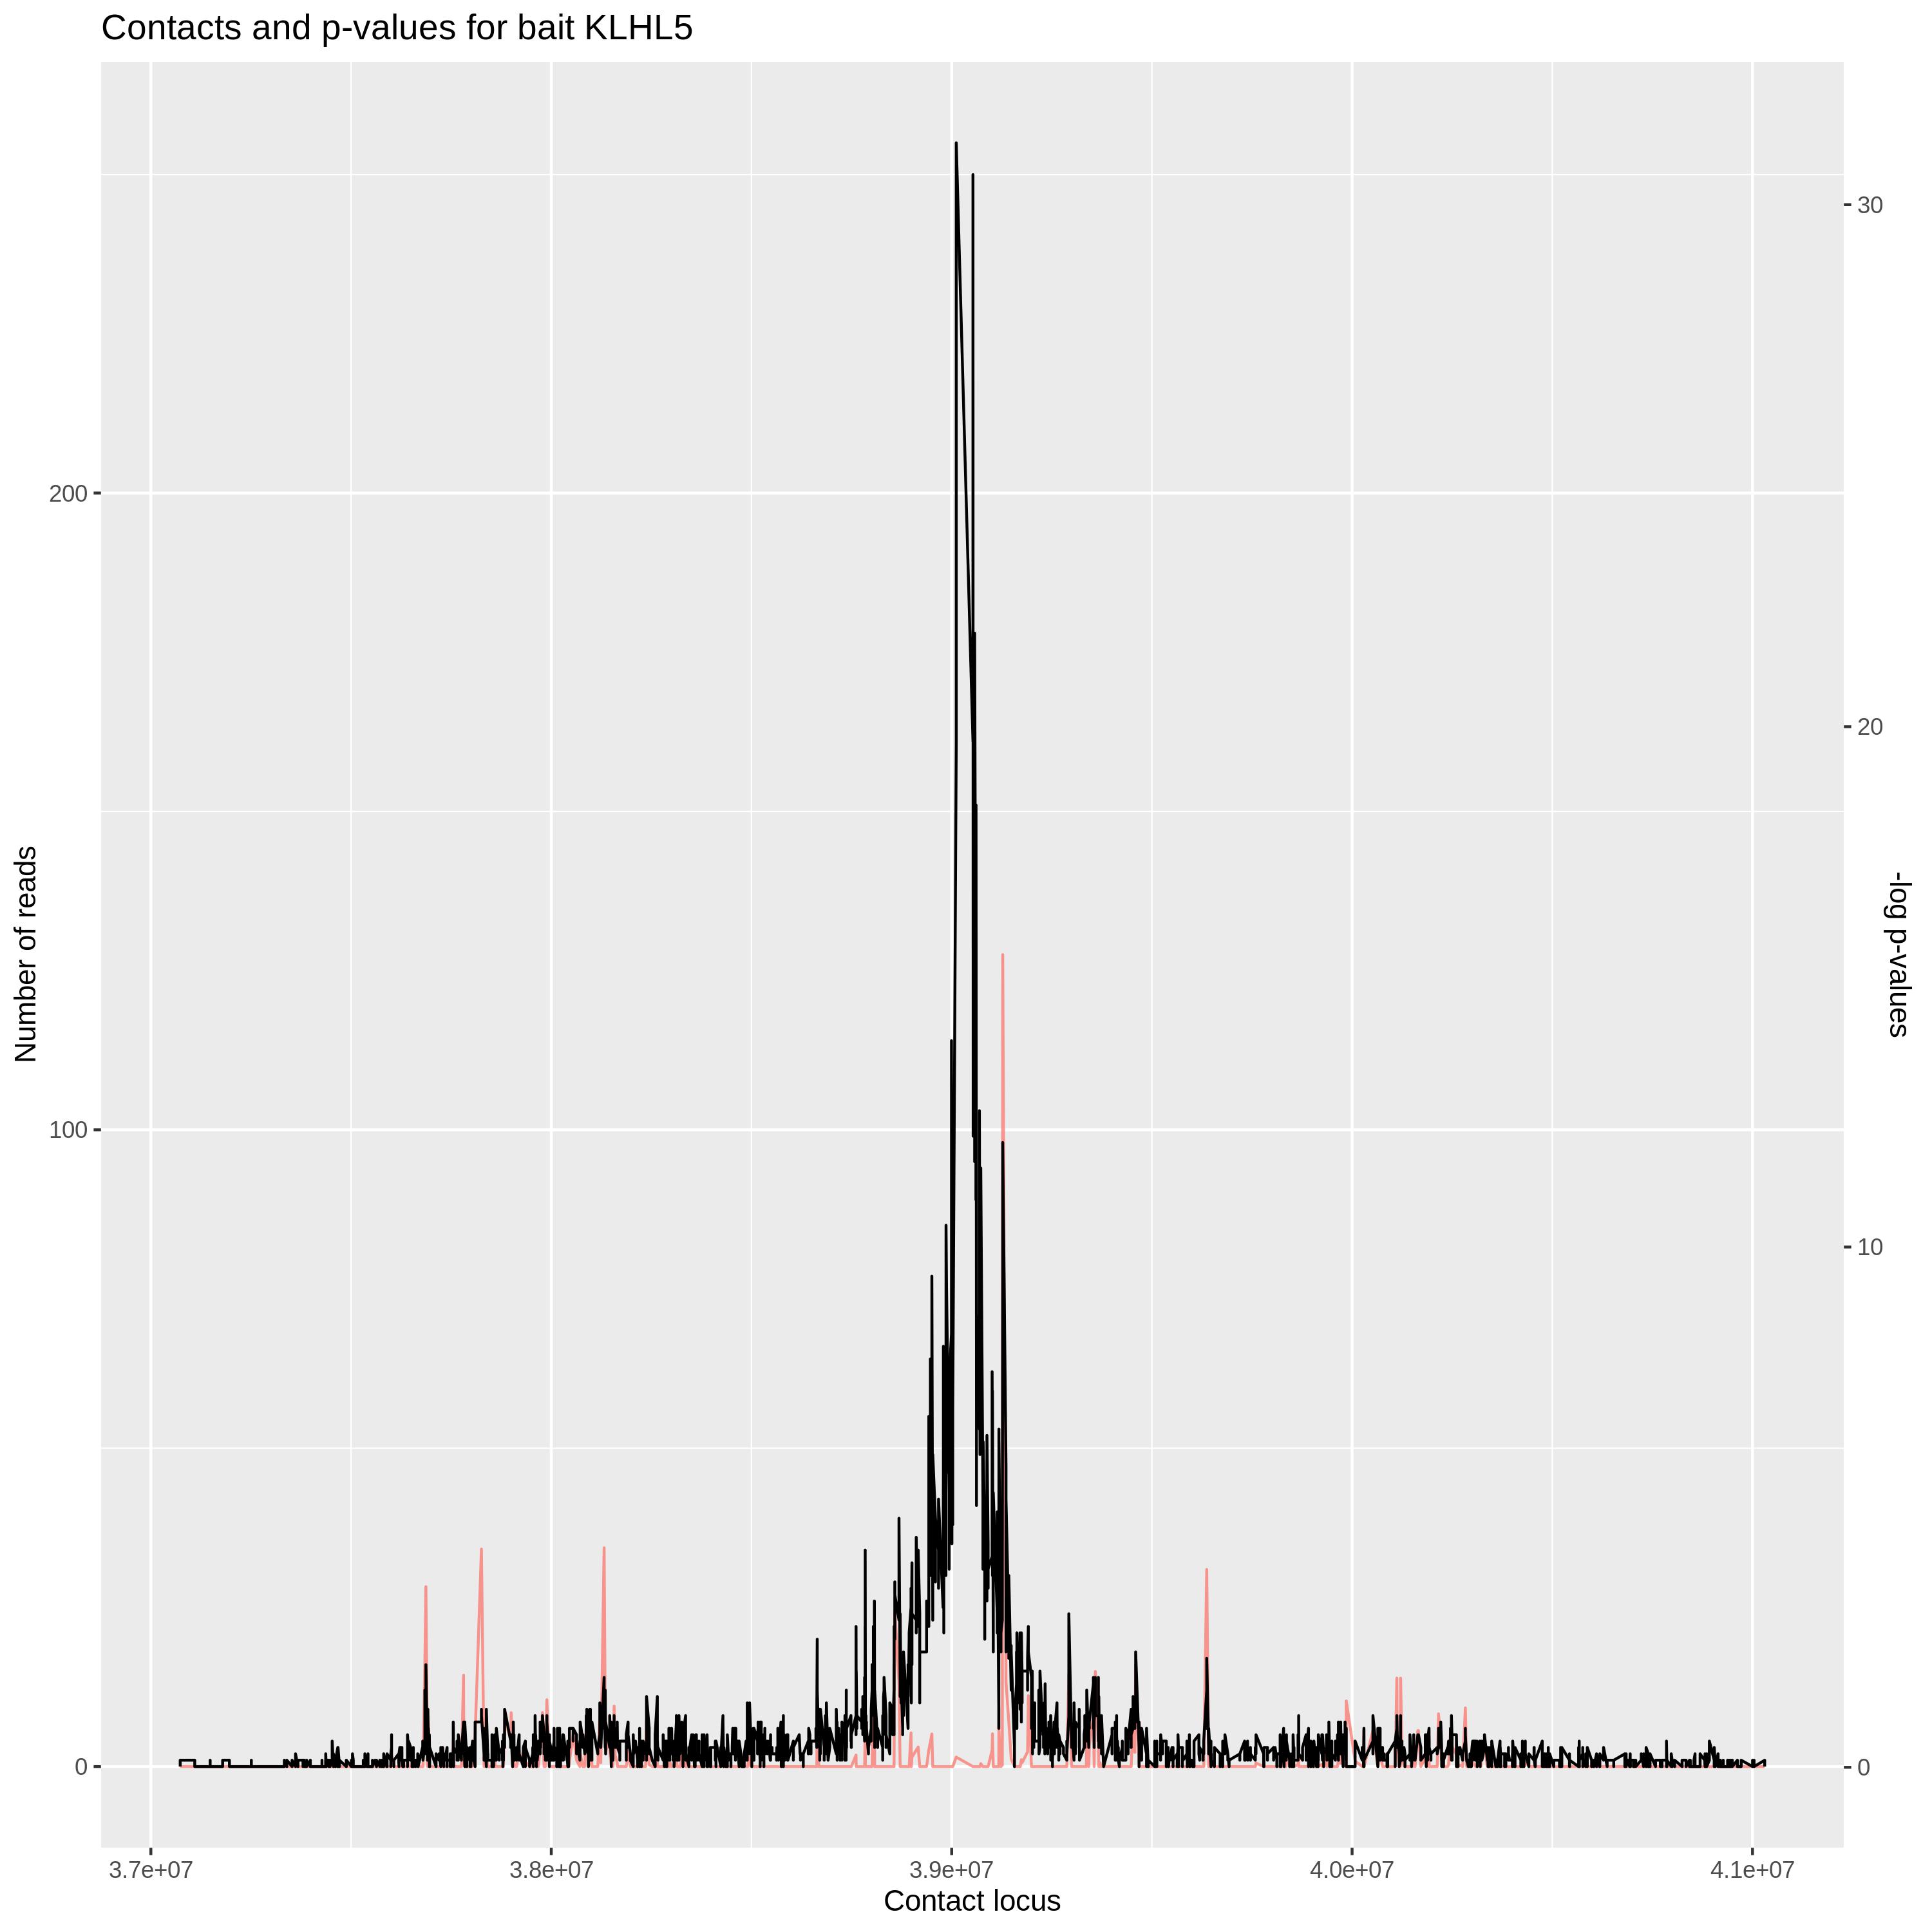 Contacts and p-values for bait KLHL5
Number of reads
200
100
0
30
20
10
0
-log p-values
3.7e+07 3.8e+07 3.9e+07 4.0e+07 4.1e+07
Contact locus